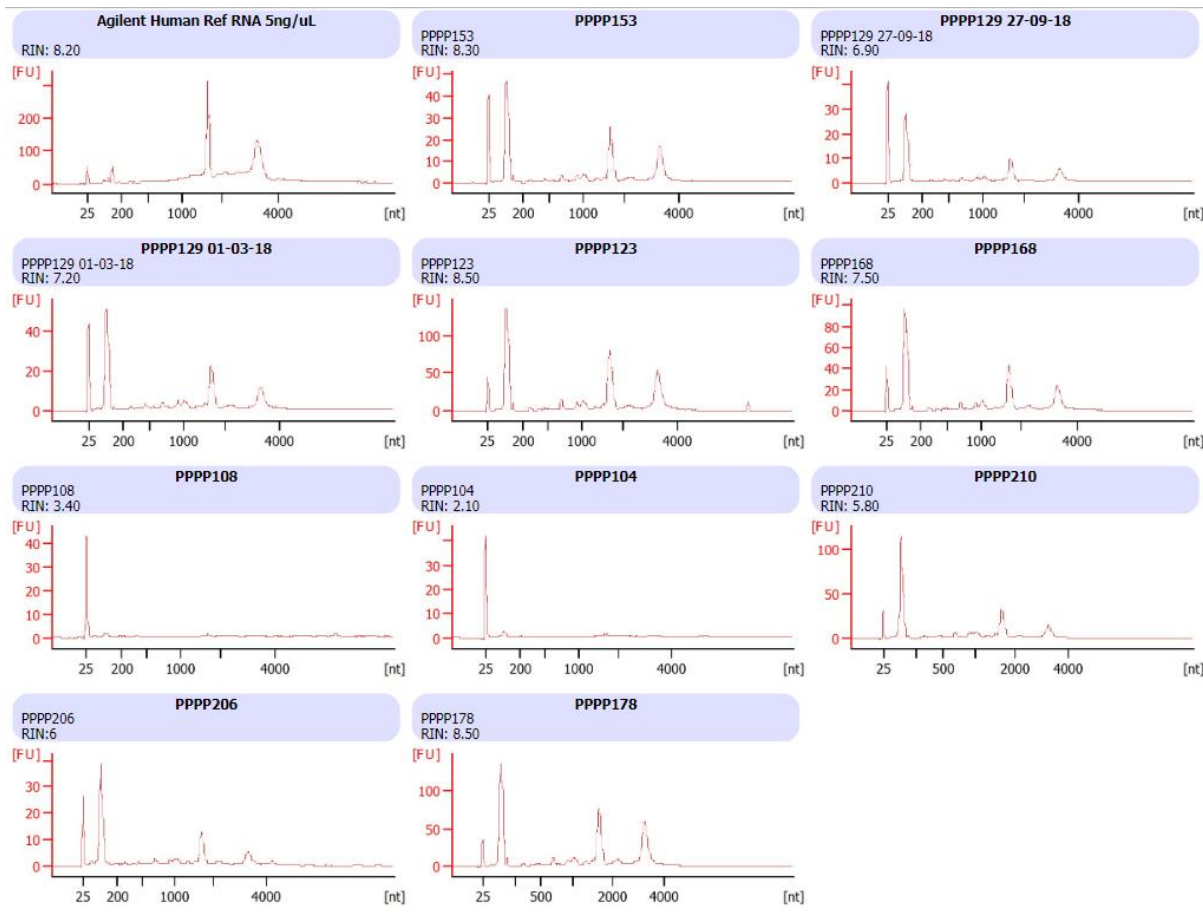 Agilent Human Ref RNA 5ng/uL
RIN: 8.20
[FU]
200
100
0
25 200 1000 4000 [nt]
PPPP153
PPPP153
RIN: 8.30
[FU]
40
30
20
10
0
25 200 1000 4000 [nt]
PPPP129 27-09-18
PPPP129 27-09-18
RIN: 6.90
[FU]
30
20
10
0
25 200 1000 4000 [nt]
PPPP129 01-03-18
PPPP129 01-03-18
RIN: 7.20
[FU]
40
20
0
25 200 1000 4000 [nt]
PPPP123
PPPP123
RIN: 8.50
[FU]
100
50
0
25 200 1000 4000 [nt]
PPPP168
PPPP168
RIN: 7.50
[FU]
80
60
40
20
0
25 200 1000 4000 [nt]
PPPP108
PPPP108
RIN: 3.40
[FU]
40
30
20
10
0
25 200 1000 4000 [nt]
PPPP104
PPPP104
RIN: 2.10
[FU]
30
20
10
0
25 200 1000 4000 [nt]
PPPP210
PPPP210
RIN: 5.80
[FU]
100
50
0
25 500 2000 4000 [nt]
PPPP206
PPPP206
RIN:6
[FU]
30
20
10
0
25 200 1000 4000 [nt]
PPPP178
PPPP178
RIN: 8.50
[FU]
100
50
0
25 500 2000 4000 [nt]